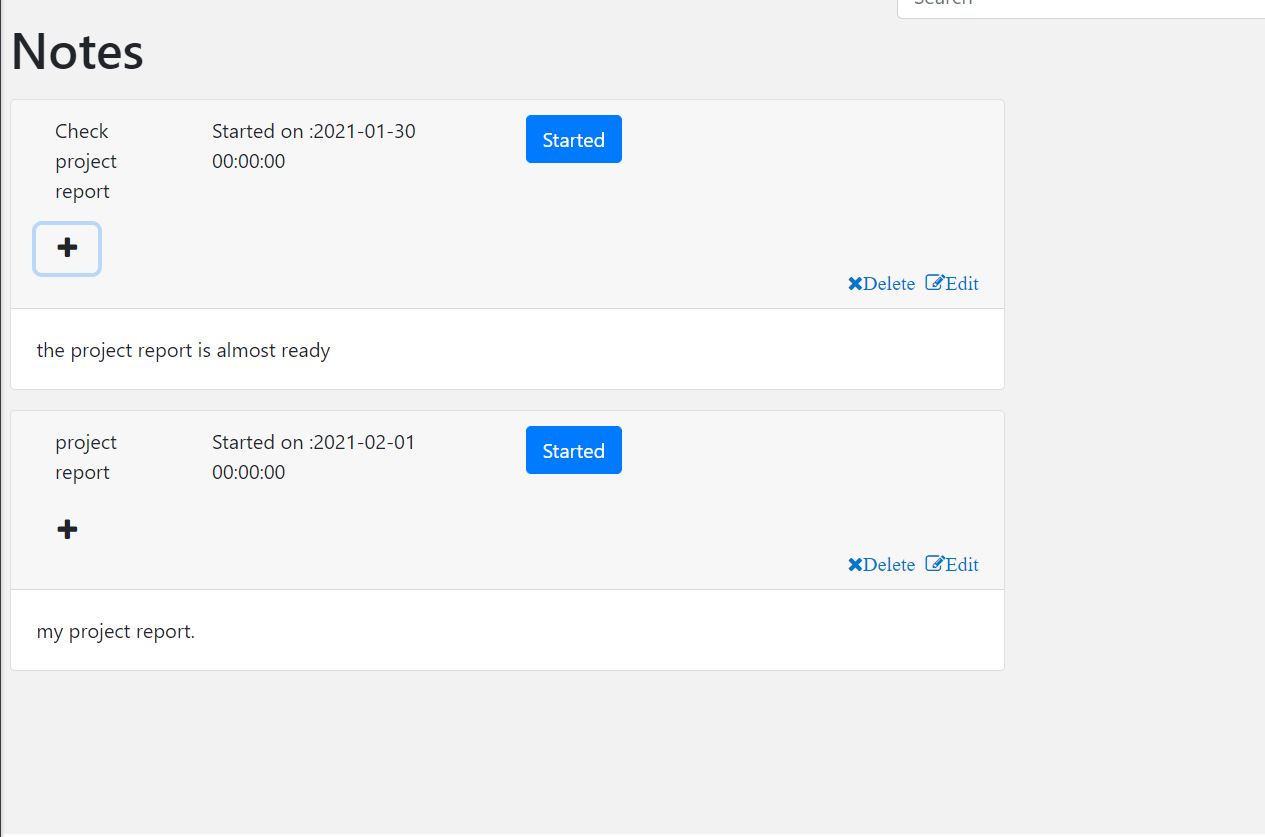 Search
Notes
Check
project
report
Started on :2021-01-30
00:00:00
Started
Delete Edit
the project report is almost ready
project
report
Started on :2021-02-01
00:00:00
Started
Delete Edit
my project report.